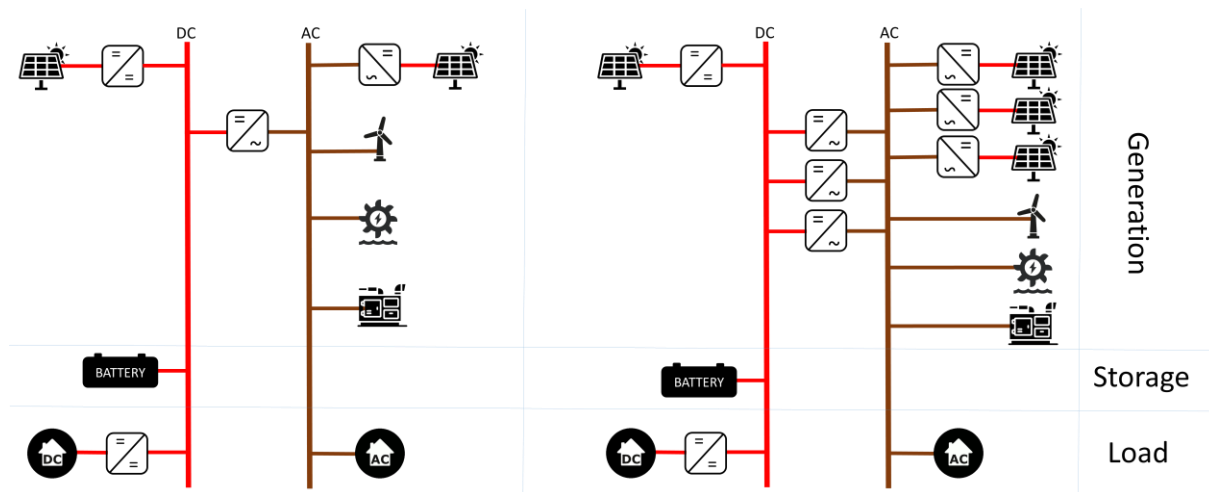 DC AC DC AC
Generation
BATTERY BATTERY Storage
DC AC DC AC Load